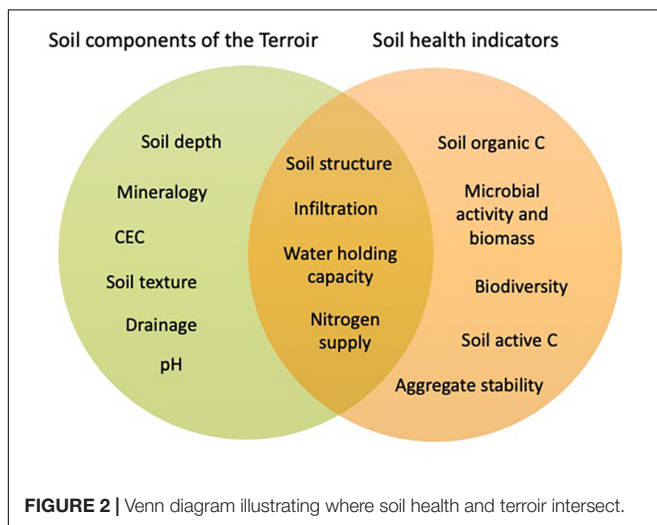 Soil components of the Terroir
Soil health indicators
Soil depth
Mineralogy
CEC
Soil texture
Drainage
pH
Soil structure
Infiltration
Water holding
capacity
Nitrogen
supply
Soil organic C
Microbial
activity and
biomass
Biodiversity
Soil active C
Aggregate stability
FIGURE 2 | Venn diagram illustrating where soil health and terroir intersect.